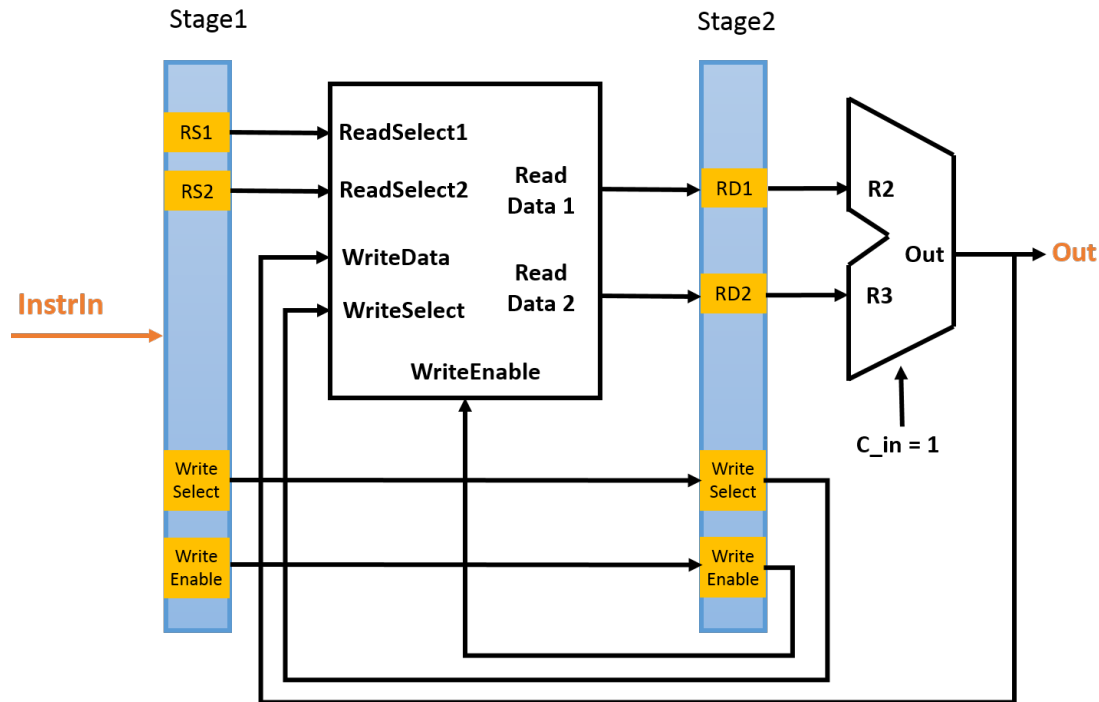 Stage1
Stage2
RS1
ReadSelect1
RS2
ReadSelect2
Read
Data 1
RD1
R2
WriteData
Out
Out
Read
Data 2
RD2
R3
InstrIn
WriteSelect
WriteEnable
C_in = 1
Write
Select
Write
Select
Write
Enable
Write
Enable